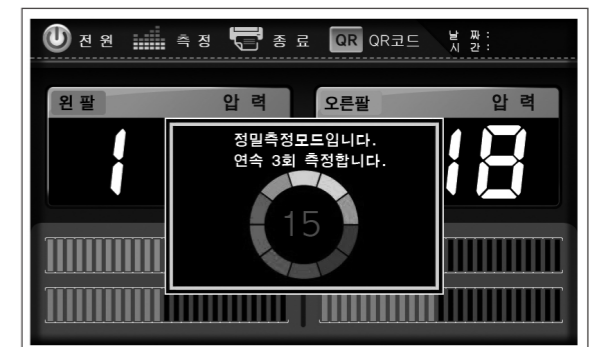 전원 측정 종료 QR QR코드 날 짜 :
시 간 :
왼팔 압력 오른팔 압력
정밀측정모드입니다.
연속 3회 측정합니다.
1 18
15